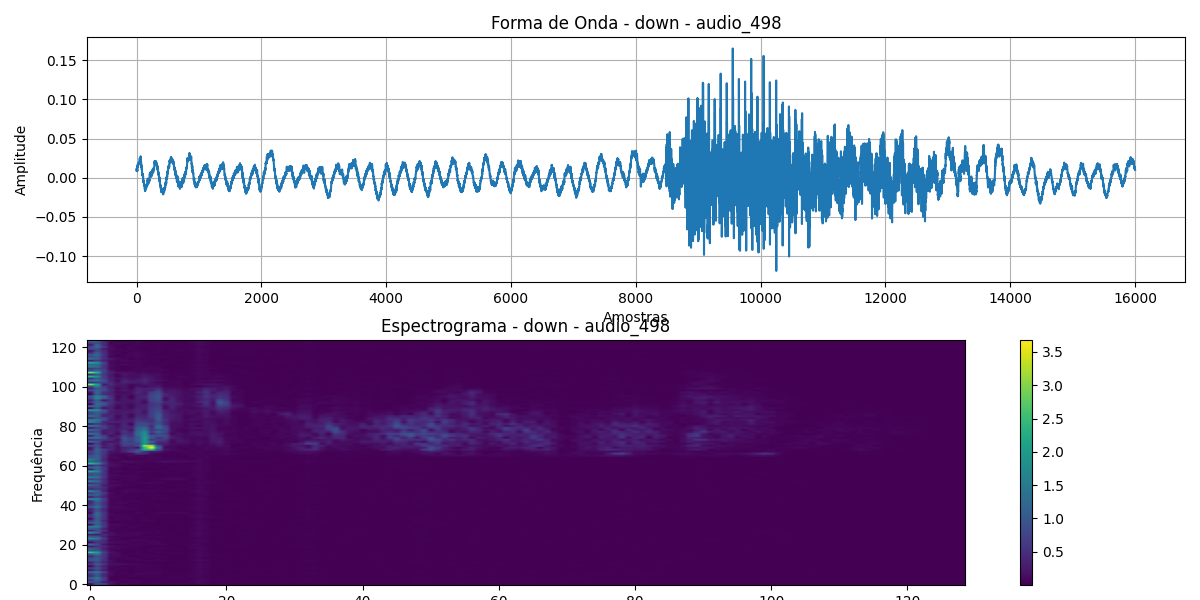 Forma de Onda - down - audio_498
Amplitude
0.15
0.10
0.05
0.00
−0.05
−0.10
0 2000 4000 6000 8000 10000 12000 14000 16000
Amostras
Espectrograma - down - audio_498
Frequência
120
100
80
60
40
20
0
0 20 40 60 80 100 120
3.5
3.0
2.5
2.0
1.5
1.0
0.5